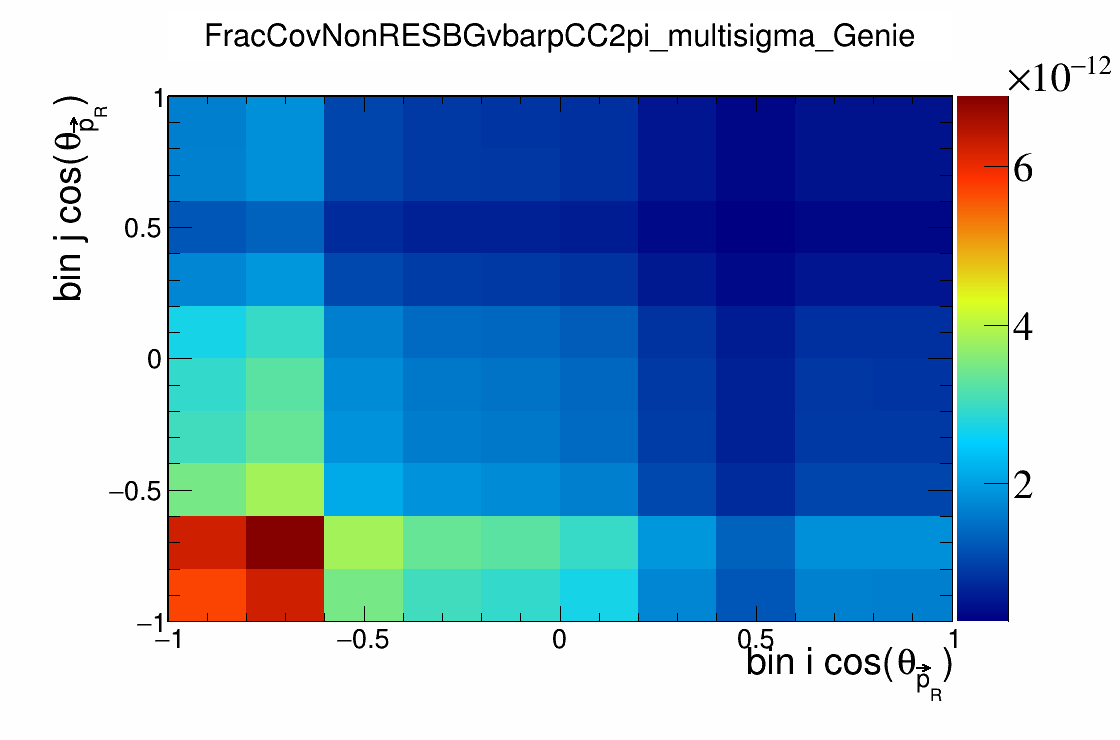 FracCovNonRESBGvbarpCC2pi_multisigma_Genie
×10⁻¹²
bin j cos(θ_p⃗_R)
1
0.5
0
−0.5
−1
6
4
2
−1 −0.5 0 0.5 1
bin i cos(θ_p⃗_R)